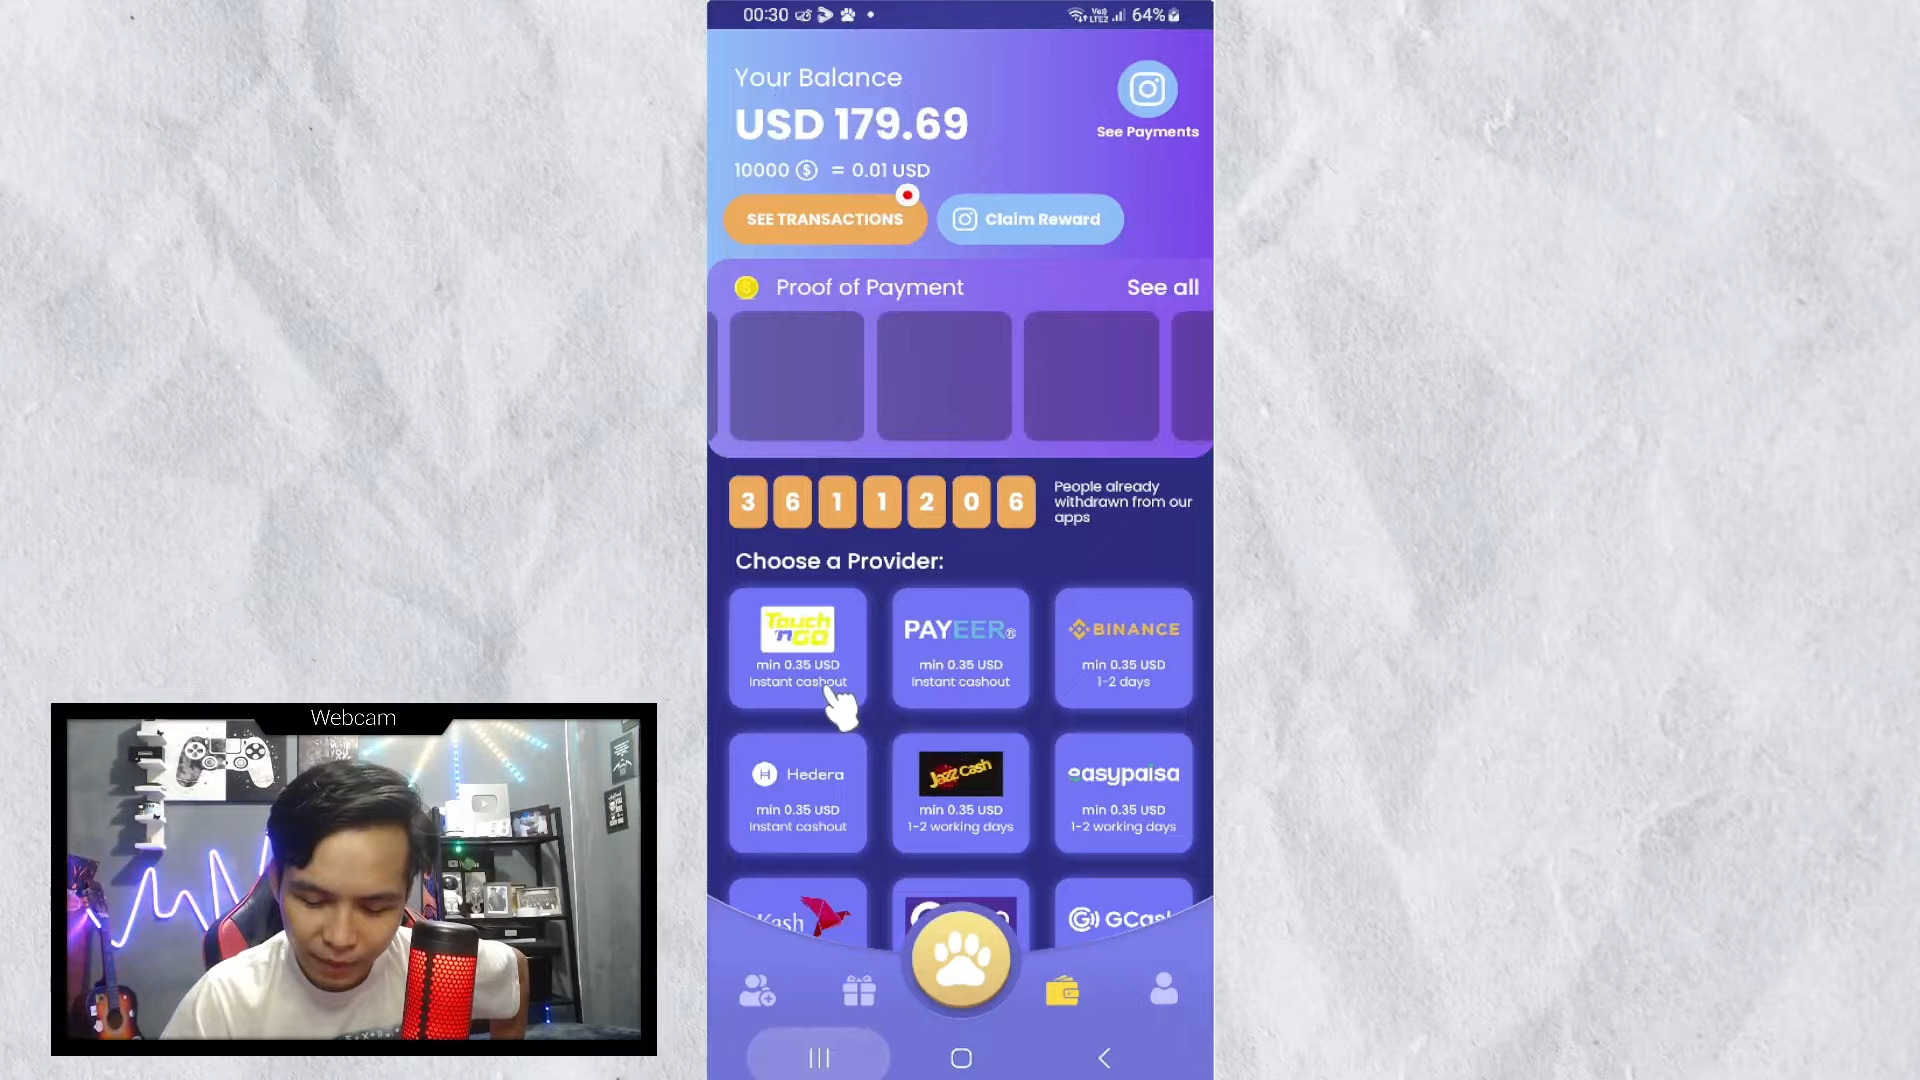 00:30
64%
Your Balance
USD 179.69
See Payments
10000 $ = 0.01 USD
SEE TRANSACTIONS
Claim Reward
Proof of Payment
See all
3 6 1 1 2 0 6
People already
withdrawn from our
apps
Choose a Provider:
Touch
'n GO
min 0.35 USD
Instant cashout
PAYEER
min 0.35 USD
Instant cashout
BINANCE
min 0.35 USD
1-2 days
Hedera
min 0.35 USD
Instant cashout
Jazz Cash
min 0.35 USD
1-2 working days
easypaisa
min 0.35 USD
1-2 working days
GCash
Webcam